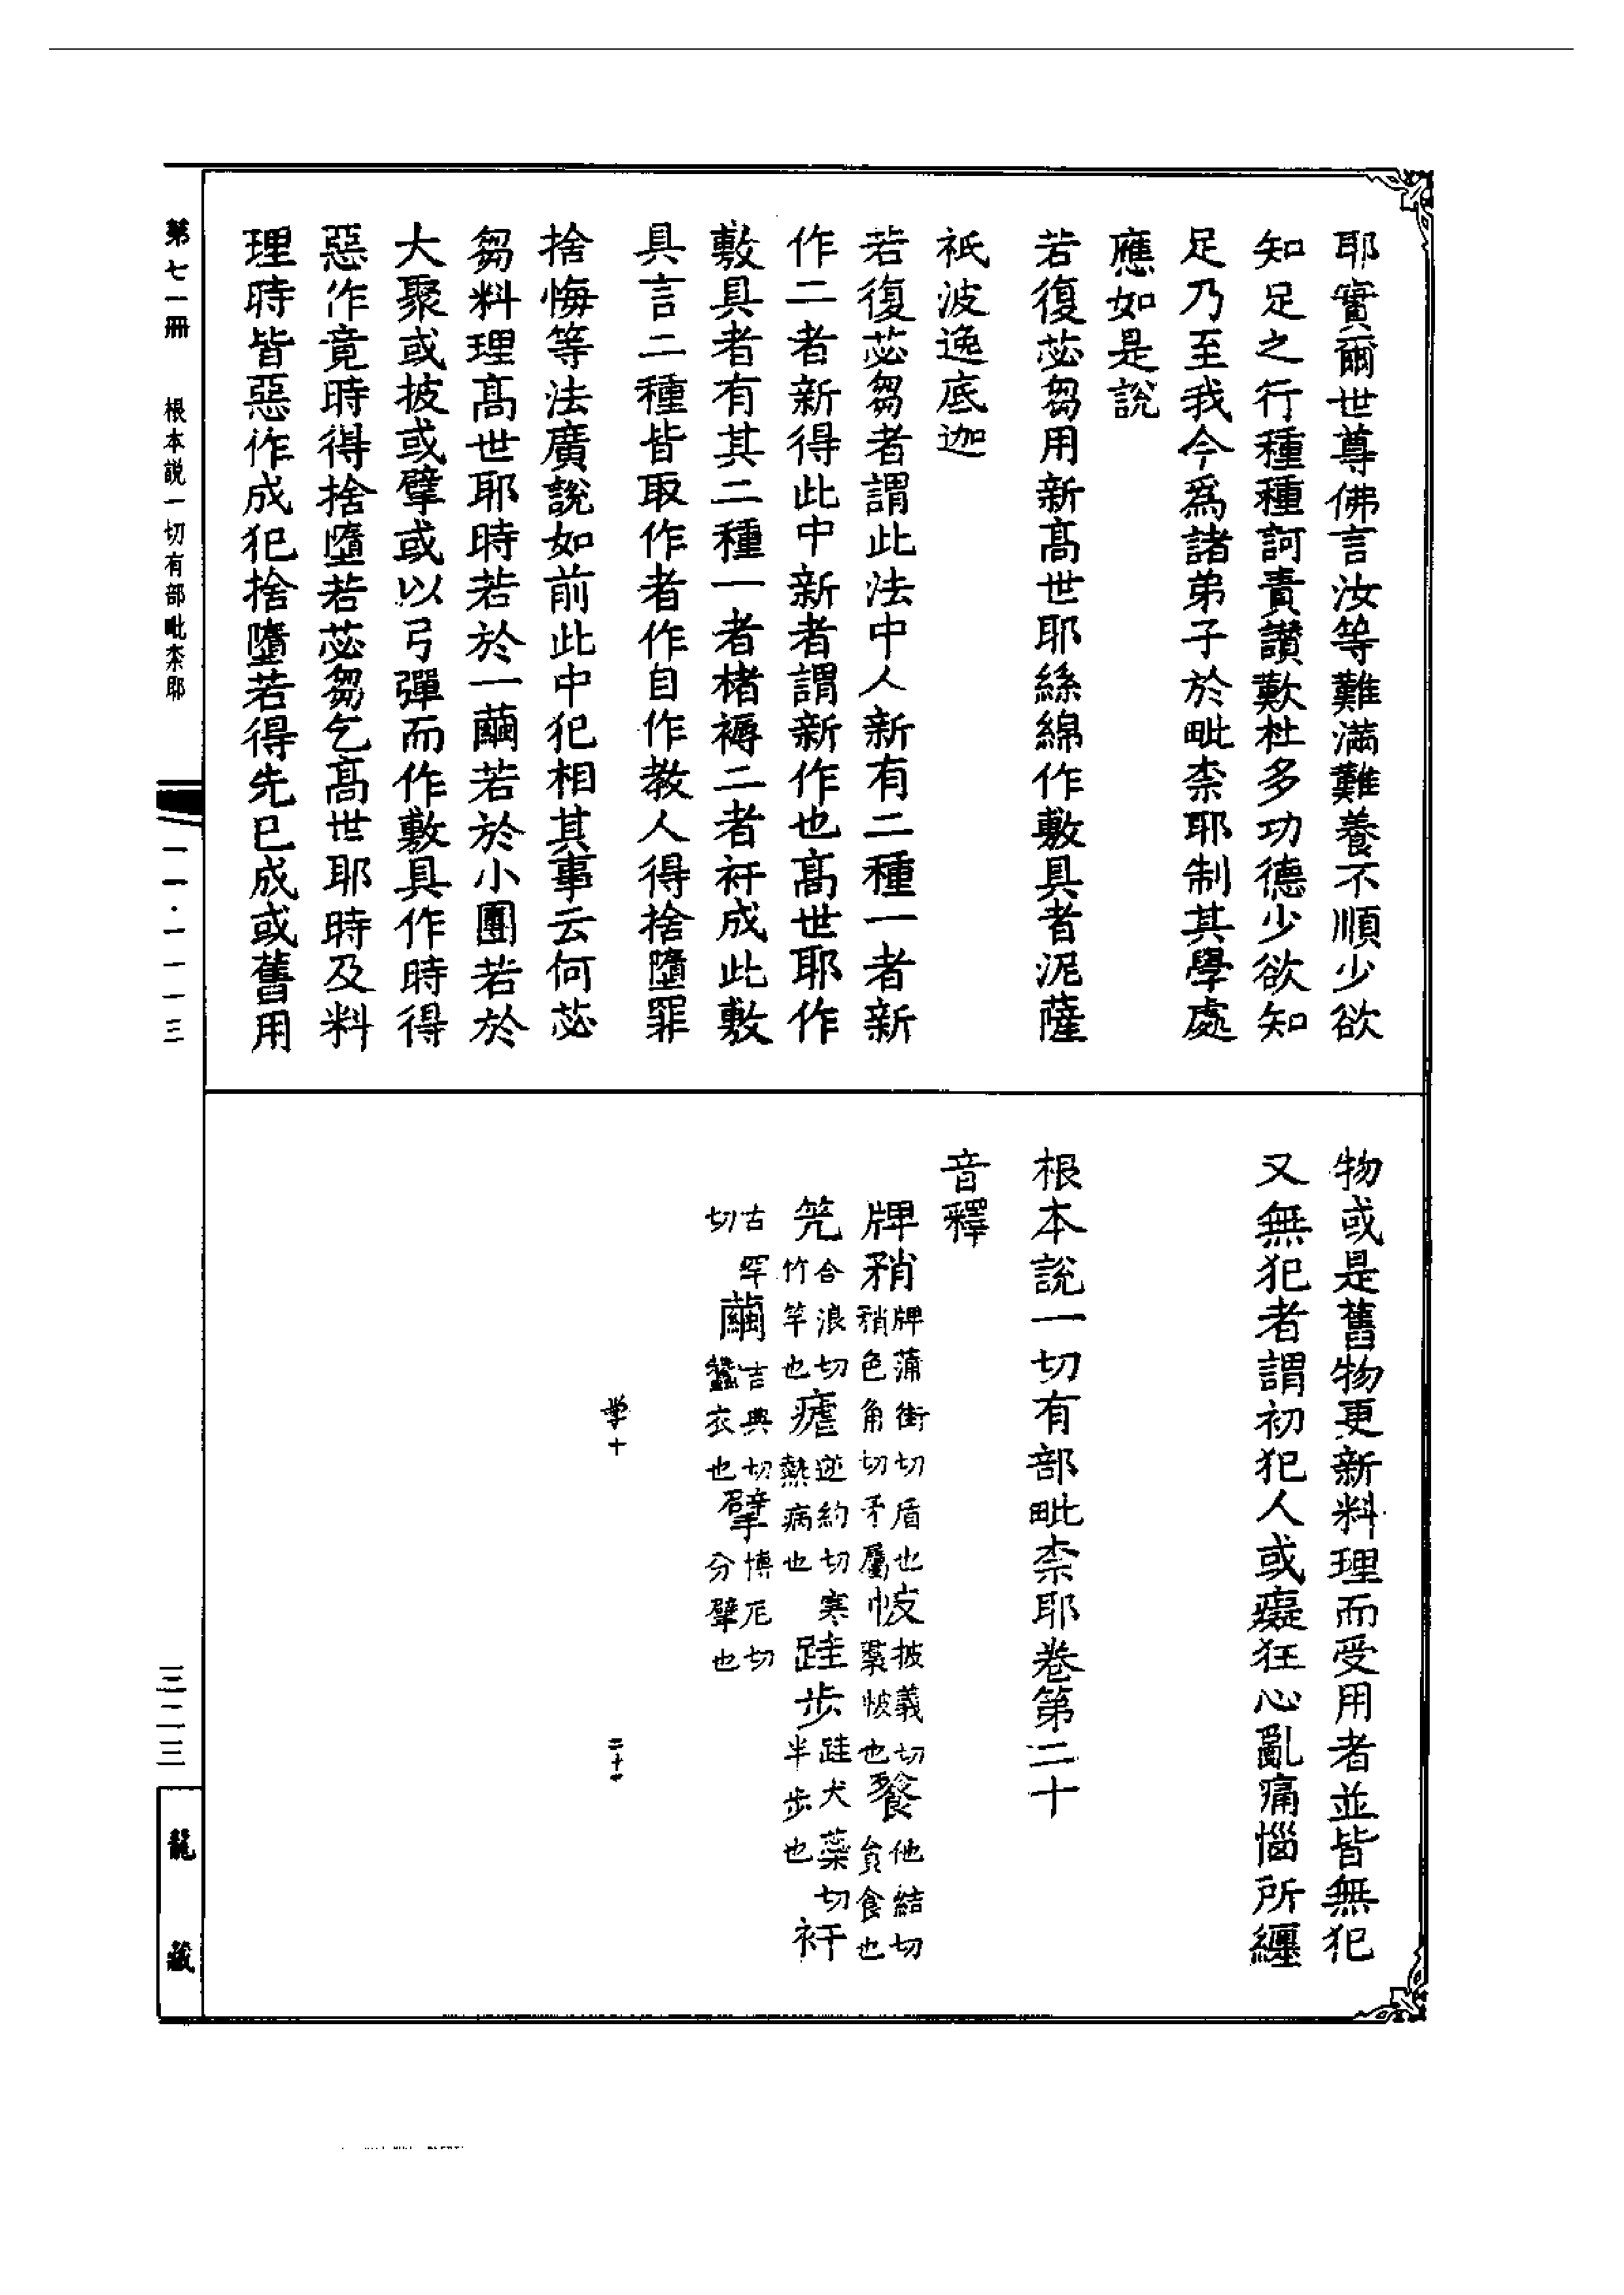 耶實爾世尊佛言汝等難滿難養不順少欲
知足之行種種訶責讚歎杜多功德少欲知
足乃至我今爲諸弟子於毗柰耶制其學處
應如是說
若復苾芻用新高世耶絲綿作敷具者泥薩
祇波逸底迦
若復苾芻者謂此法中人新有二種一者新
作二者新得此中新者謂新作也高世耶作
敷具者有其二種一者楮褥二者衦成此敷
具言二種皆取作者作自作教人得捨墮罪
捨悔等法廣說如前此中犯相其事云何苾
芻料理高世耶時若於一繭若於小團若於
大聚或披或擘或以弓彈而作敷具作時得
惡作竟時得捨墮若苾芻乞高世耶時及料
理時皆惡作成犯捨墮若得先已成或舊用
物或是舊物更新料理而受用者並皆無犯
又無犯者謂初犯人或癡狂心亂痛惱所纏
根本說一切有部毗柰耶卷第二十
音釋
牌矟牌蒲街切盾也矟色角切矛屬帔披義切帬帔也餮他結切貪食也
笐合浪切竹竿也瘧逆約切寒熱病也跬步跬犬蘂切半步也衦
古罕切繭吉典切蠶衣也擘博厄切分擘也
学十 二十
第七一冊 根本說一切有部毗柰耶 一一·一一一三 三二三 龍藏